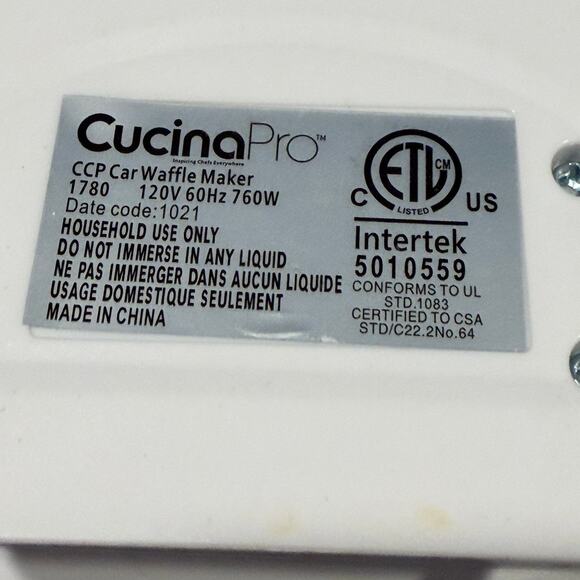 CucinaPro™
Inspiring Chefs Everywhere
CCP Car Waffle Maker
1780 120V 60Hz 760W
Date code:1021
HOUSEHOLD USE ONLY
DO NOT IMMERSE IN ANY LIQUID
NE PAS IMMERGER DANS AUCUN LIQUIDE
USAGE DOMESTIQUE SEULEMENT
MADE IN CHINA
ETL CM
C LISTED US
Intertek
5010559
CONFORMS TO UL
STD.1083
CERTIFIED TO CSA
STD/C22.2No.64